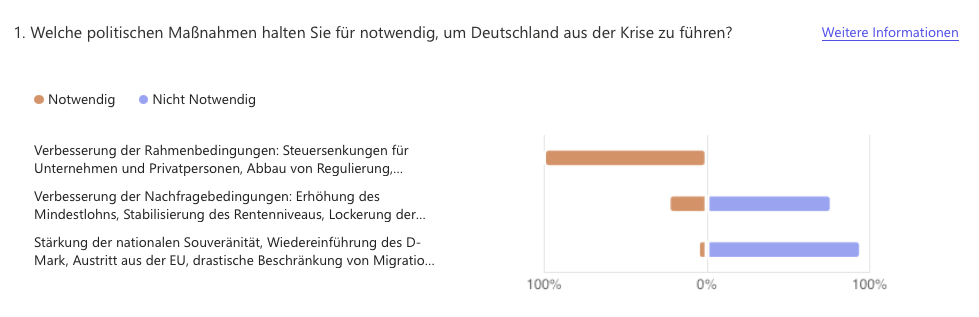 1. Welche politischen Maßnahmen halten Sie für notwendig, um Deutschland aus der Krise zu führen?
Weitere Informationen
Notwendig
Nicht Notwendig
Verbesserung der Rahmenbedingungen: Steuersenkungen für
Unternehmen und Privatpersonen, Abbau von Regulierung,...
Verbesserung der Nachfragebedingungen: Erhöhung des
Mindestlohns, Stabilisierung des Rentenniveaus, Lockerung der...
Stärkung der nationalen Souveränität, Wiedereinführung des D-
Mark, Austritt aus der EU, drastische Beschränkung von Migratio...
100%
0%
100%